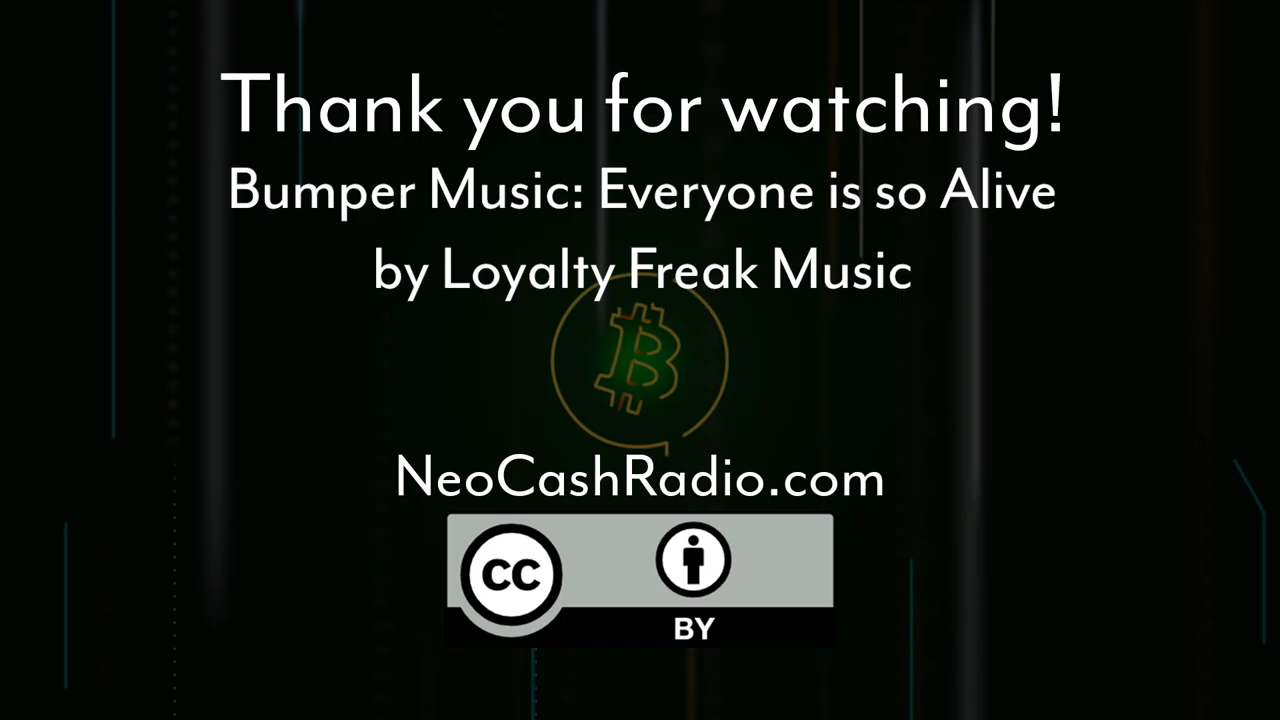 Thank you for watching!
Bumper Music: Everyone is so Alive
by Loyalty Freak Music
NeoCashRadio.com
CC
BY